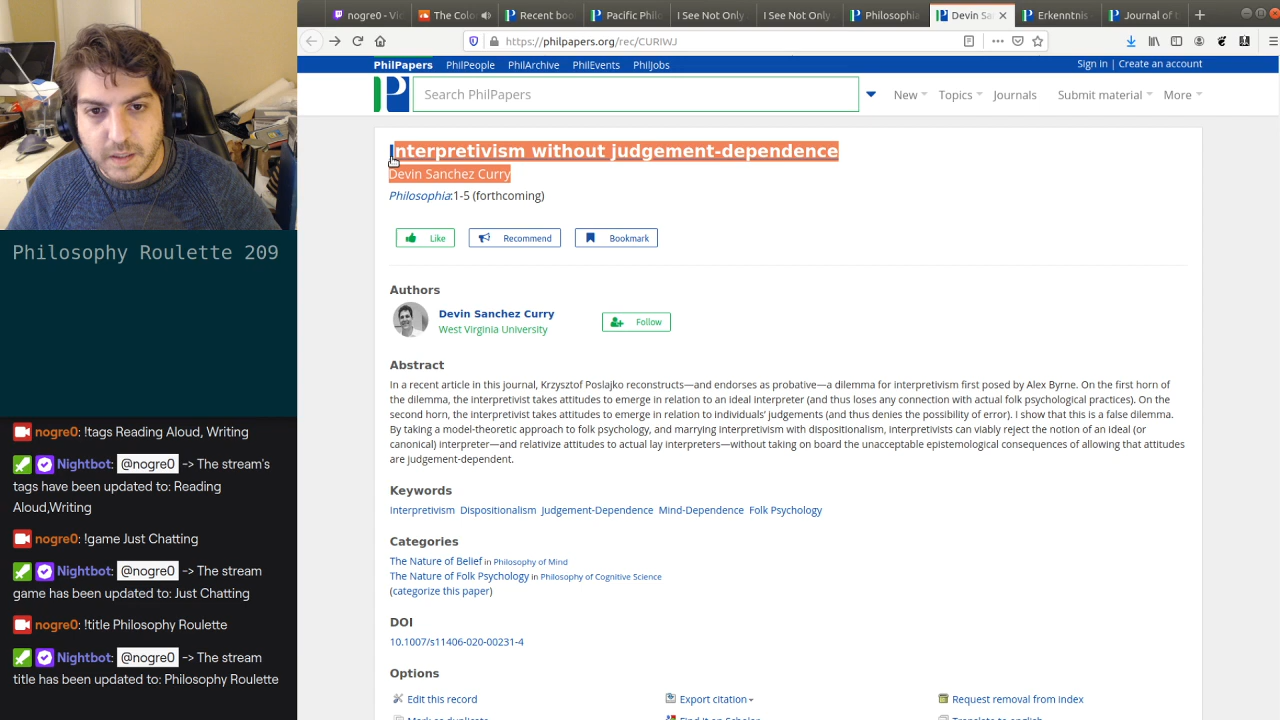 nogre0 - Vi
The Colo
Recent boo
Pacific Phil
I See Not Only
I See Not Only
Philosophia
Devin Sa
Erkenntnis
Journal of t
https://philpapers.org/rec/CURIWJ
PhilPapers PhilPeople PhilArchive PhilEvents PhilJobs
Sign in | Create an account
P
Search PhilPapers
New Topics Journals Submit material More
Interpretivism without judgement-dependence
Devin Sanchez Curry
Philosophia:1-5 (forthcoming)
Like Recommend Bookmark
Authors
Devin Sanchez Curry
West Virginia University
Follow
Abstract
In a recent article in this journal, Krzysztof Poslajko reconstructs—and endorses as probative—a dilemma for interpretivism first posed by Alex Byrne. On the first horn of
the dilemma, the interpretivist takes attitudes to emerge in relation to an ideal interpreter (and thus loses any connection with actual folk psychological practices). On the
second horn, the interpretivist takes attitudes to emerge in relation to individuals' judgements (and thus denies the possibility of error). I show that this is a false dilemma.
By taking a model-theoretic approach to folk psychology, and marrying interpretivism with dispositionalism, interpretivists can viably reject the notion of an ideal (or
canonical) interpreter—and relativize attitudes to actual lay interpreters—without taking on board the unacceptable epistemological consequences of allowing that attitudes
are judgement-dependent.
Keywords
Interpretivism Dispositionalism Judgement-Dependence Mind-Dependence Folk Psychology
Categories
The Nature of Belief in Philosophy of Mind
The Nature of Folk Psychology in Philosophy of Cognitive Science
(categorize this paper)
DOI
10.1007/s11406-020-00231-4
Options
Edit this record
Export citation
Request removal from index
Mark as duplicate
Find it on Scholar
Translate to english
Philosophy Roulette 209
nogre0: !tags Reading Aloud, Writing
Nightbot: @nogre0 -> The stream's
tags have been updated to: Reading
Aloud,Writing
nogre0: !game Just Chatting
Nightbot: @nogre0 -> The stream
game has been updated to: Just Chatting
nogre0: !title Philosophy Roulette
Nightbot: @nogre0 -> The stream
title has been updated to: Philosophy Roulette